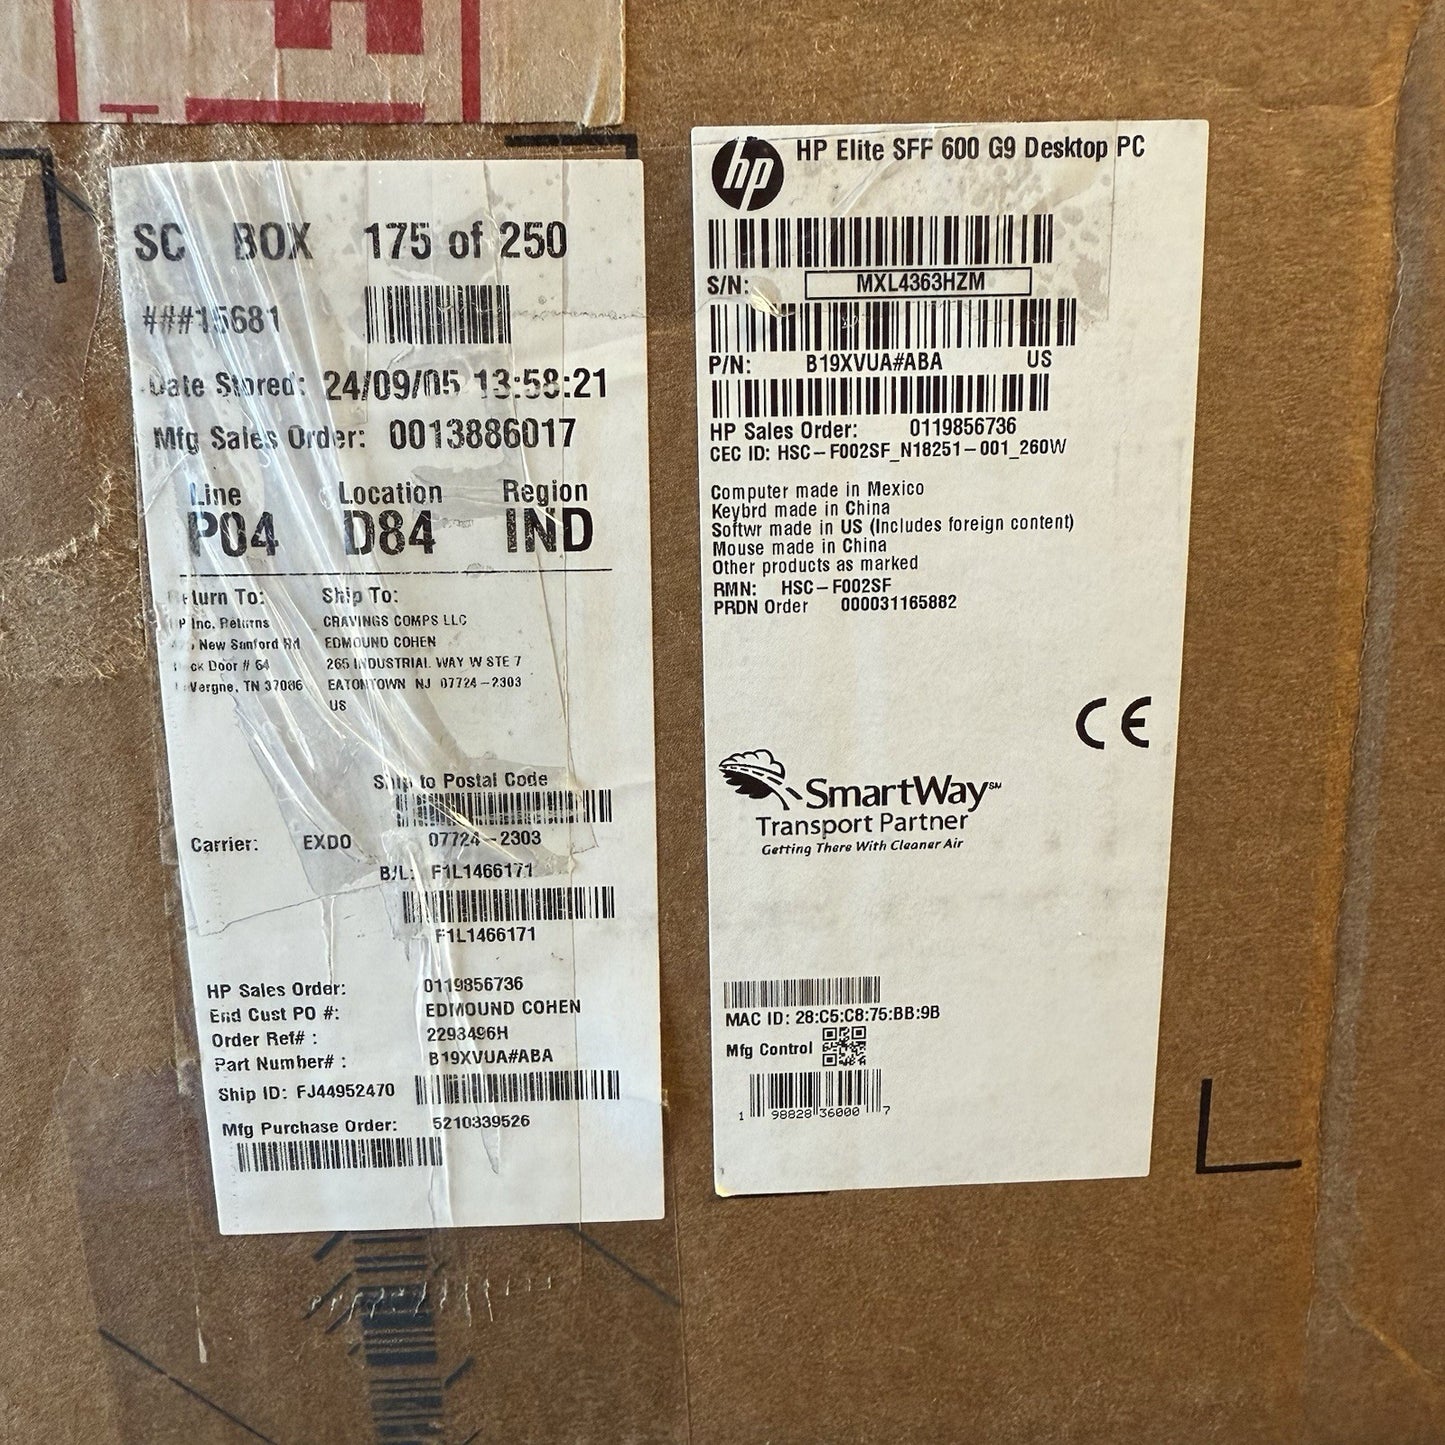 SC BOX 175 of 250
###15681
Date Stored: 24/09/05 13:58:21
Mfg Sales Order: 0013886017
Line Location Region
P04 D84 IND
Return To: Ship To:
HP Inc. Returns CRAVINGS COMPS LLC
New Sanford Rd EDMOUND COHEN
Door # 64 265 INDUSTRIAL WAY W STE 7
TN 37086 EATONTOWN NJ 07724-2303
US
Ship to Postal Code
Carrier: EXDO 07724-2303
B/L: F1L1466171
F1L1466171
HP Sales Order: 0119856736
End Cust PO #: EDMOUND COHEN
Order Ref# : 2293496H
Part Number# : B19XVUA#ABA
Ship ID: FJ44952470
Mfg Purchase Order: 5210339526
hp HP Elite SFF 600 G9 Desktop PC
S/N: MXL4363HZM
P/N: B19XVUA#ABA US
HP Sales Order: 0119856736
CEC ID: HSC-F002SF_N18251-001_260W
Computer made in Mexico
Keybrd made in China
Softwr made in US (Includes foreign content)
Mouse made in China
Other products as marked
RMN: HSC-F002SF
PRDN Order 000031165882
CE
SmartWay℠
Transport Partner
Getting There With Cleaner Air
MAC ID: 28:C5:C8:75:BB:9B
Mfg Control
1 98828 36000 7